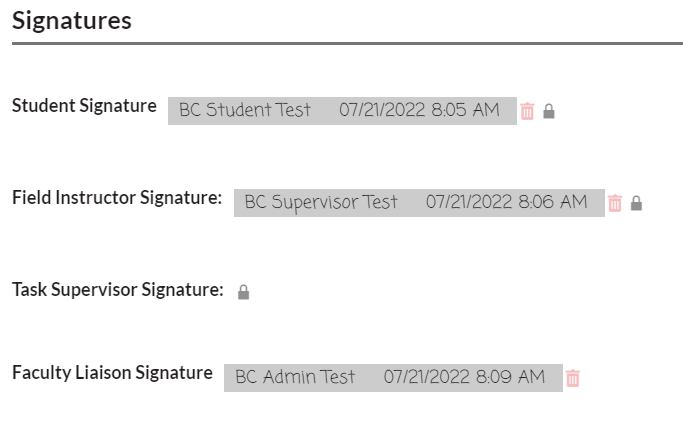 Signatures
Student Signature BC Student Test 07/21/2022 8:05 AM
Field Instructor Signature: BC Supervisor Test 07/21/2022 8:06 AM
Task Supervisor Signature:
Faculty Liaison Signature BC Admin Test 07/21/2022 8:09 AM